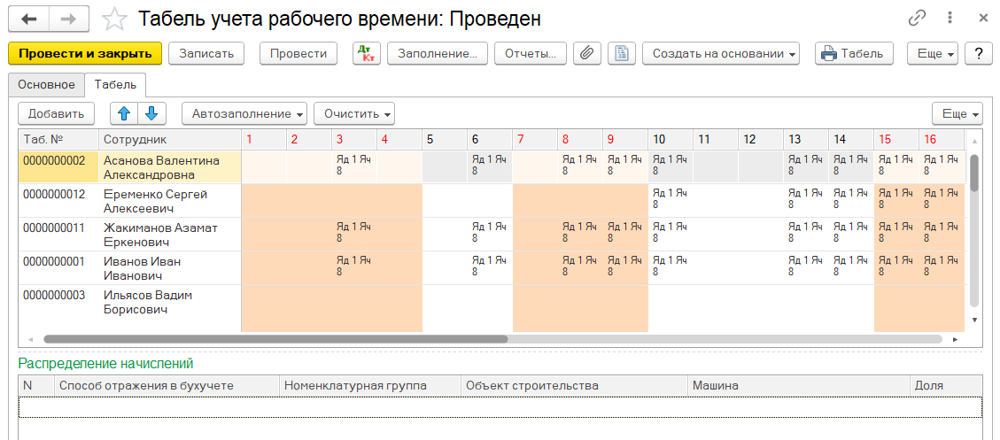 Табель учета рабочего времени: Проведен
Провести и закрыть Записать Провести Дт Кт Заполнение... Отчеты... Создать на основании Табель Еще ?
Основное Табель
Добавить Автозаполнение Очистить Еще
Таб. № Сотрудник 1 2 3 4 5 6 7 8 9 10 11 12 13 14 15 16
0000000002 Асанова Валентина Яд 1 Яч Яд 1 Яч Яд 1 Яч Яд 1 Яч Яд 1 Яч Яд 1 Яч Яд 1 Яч Яд 1 Яч Яд 1 Яч
Александровна 8 8 8 8 8 8 8 8 8
0000000012 Еременко Сергей Яд 1 Яч Яд 1 Яч Яд 1 Яч Яд 1 Яч Яд 1 Яч
Алексеевич 8 8 8 8 8
0000000011 Жакиманов Азамат Яд 1 Яч Яд 1 Яч Яд 1 Яч Яд 1 Яч Яд 1 Яч Яд 1 Яч Яд 1 Яч Яд 1 Яч Яд 1 Яч
Еркенович 8 8 8 8 8 8 8 8 8
0000000001 Иванов Иван Яд 1 Яч Яд 1 Яч Яд 1 Яч Яд 1 Яч Яд 1 Яч Яд 1 Яч Яд 1 Яч Яд 1 Яч Яд 1 Яч
Иванович 8 8 8 8 8 8 8 8 8
0000000003 Ильясов Вадим
Борисович
Распределение начислений
N Способ отражения в бухучете Номенклатурная группа Объект строительства Машина Доля